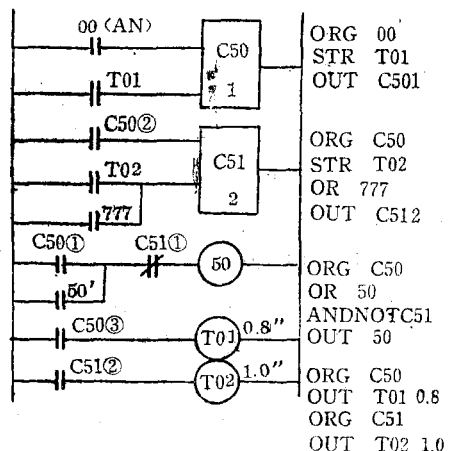 00 (AN)
C50
T01
1
C50②
T02
C51
777
2
C50①
C51①
50
50'
C50③
T01
0.8″
C51②
T02
1.0″
ORG 00
STR T01
OUT C501
ORG C50
STR T02
OR 777
OUT C512
ORG C50
OR 50
ANDNOTC51
OUT 50
ORG C50
OUT T01 0.8
ORG C51
OUT T02 1.0